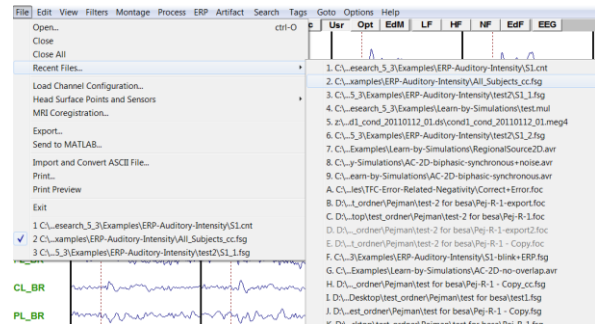 File Edit View Filters Montage Process ERP Artifact Search Tags Goto Options Help
Usr Opt EdM LF HF NF EdF EEG
Open... ctrl-O
Close
Close All
Recent Files...
Load Channel Configuration...
Head Surface Points and Sensors
MRI Coregistration...
Export...
Send to MATLAB...
Import and Convert ASCII File...
Print...
Print Preview
Exit
1 C:\...esearch_5_3\Examples\ERP-Auditory-Intensity\S1.cnt
2 C:\...xamples\ERP-Auditory-Intensity\All_Subjects_cc.fsg
3 C:\...5_3\Examples\ERP-Auditory-Intensity\test2\S1_1.fsg
1. C:\...esearch_5_3\Examples\ERP-Auditory-Intensity\S1.cnt
2. C:\...xamples\ERP-Auditory-Intensity\All_Subjects_cc.fsg
3. C:\...5_3\Examples\ERP-Auditory-Intensity\test2\S1_1.fsg
4. C:\...esearch_5_3\Examples\Learn-by-Simulations\test.mul
5. z:\...d1_cond_20110112_01.ds\cond1_cond_20110112_01.meg4
6. C:\...5_3\Examples\ERP-Auditory-Intensity\test2\S1_2.fsg
7. C:\...Examples\Learn-by-Simulations\RegionalSource2D.avr
8. C:\...y-Simulations\AC-2D-biphasic-synchronous+noise.avr
9. C:\...earn-by-Simulations\AC-2D-biphasic-synchronous.avr
A. C:\...les\TFC-Error-Related-Negativity\Correct+Error.foc
B. D:\...t_ordner\Pejman\test-2 for besa\Pej-R-1-export.foc
C. D:\...top\test_ordner\Pejman\test-2 for besa\Pej-R-1.foc
D. D:\..._ordner\Pejman\test-2 for besa\Pej-R-1-export2.foc
E. D:\...t_ordner\Pejman\test-2 for besa\Pej-R-1 - Copy.foc
F. C:\...3\Examples\ERP-Auditory-Intensity\S1-blink+ERP.fsg
G. C:\...Examples\Learn-by-Simulations\AC-2D-no-overlap.avr
H. D:\..._ordner\Pejman\test for besa\Pej-R-1 - Copy_cc.fsg
I. D:\...Desktop\test_ordner\Pejman\test for besa\test1.fsg
J. D:\...est_ordner\Pejman\test for besa\Pej-R-1 - Copy.fsg
CL_BR
PL_BR